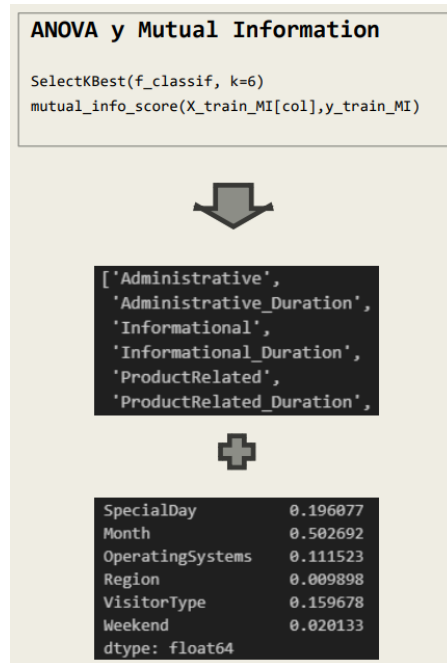 ANOVA y Mutual Information
SelectKBest(f_classif, k=6)
mutual_info_score(X_train_MI[col],y_train_MI)
['Administrative',
'Administrative_Duration',
'Informational',
'Informational_Duration',
'ProductRelated',
'ProductRelated_Duration',
SpecialDay 0.196077
Month 0.502692
OperatingSystems 0.111523
Region 0.009898
VisitorType 0.159678
Weekend 0.020133
dtype: float64